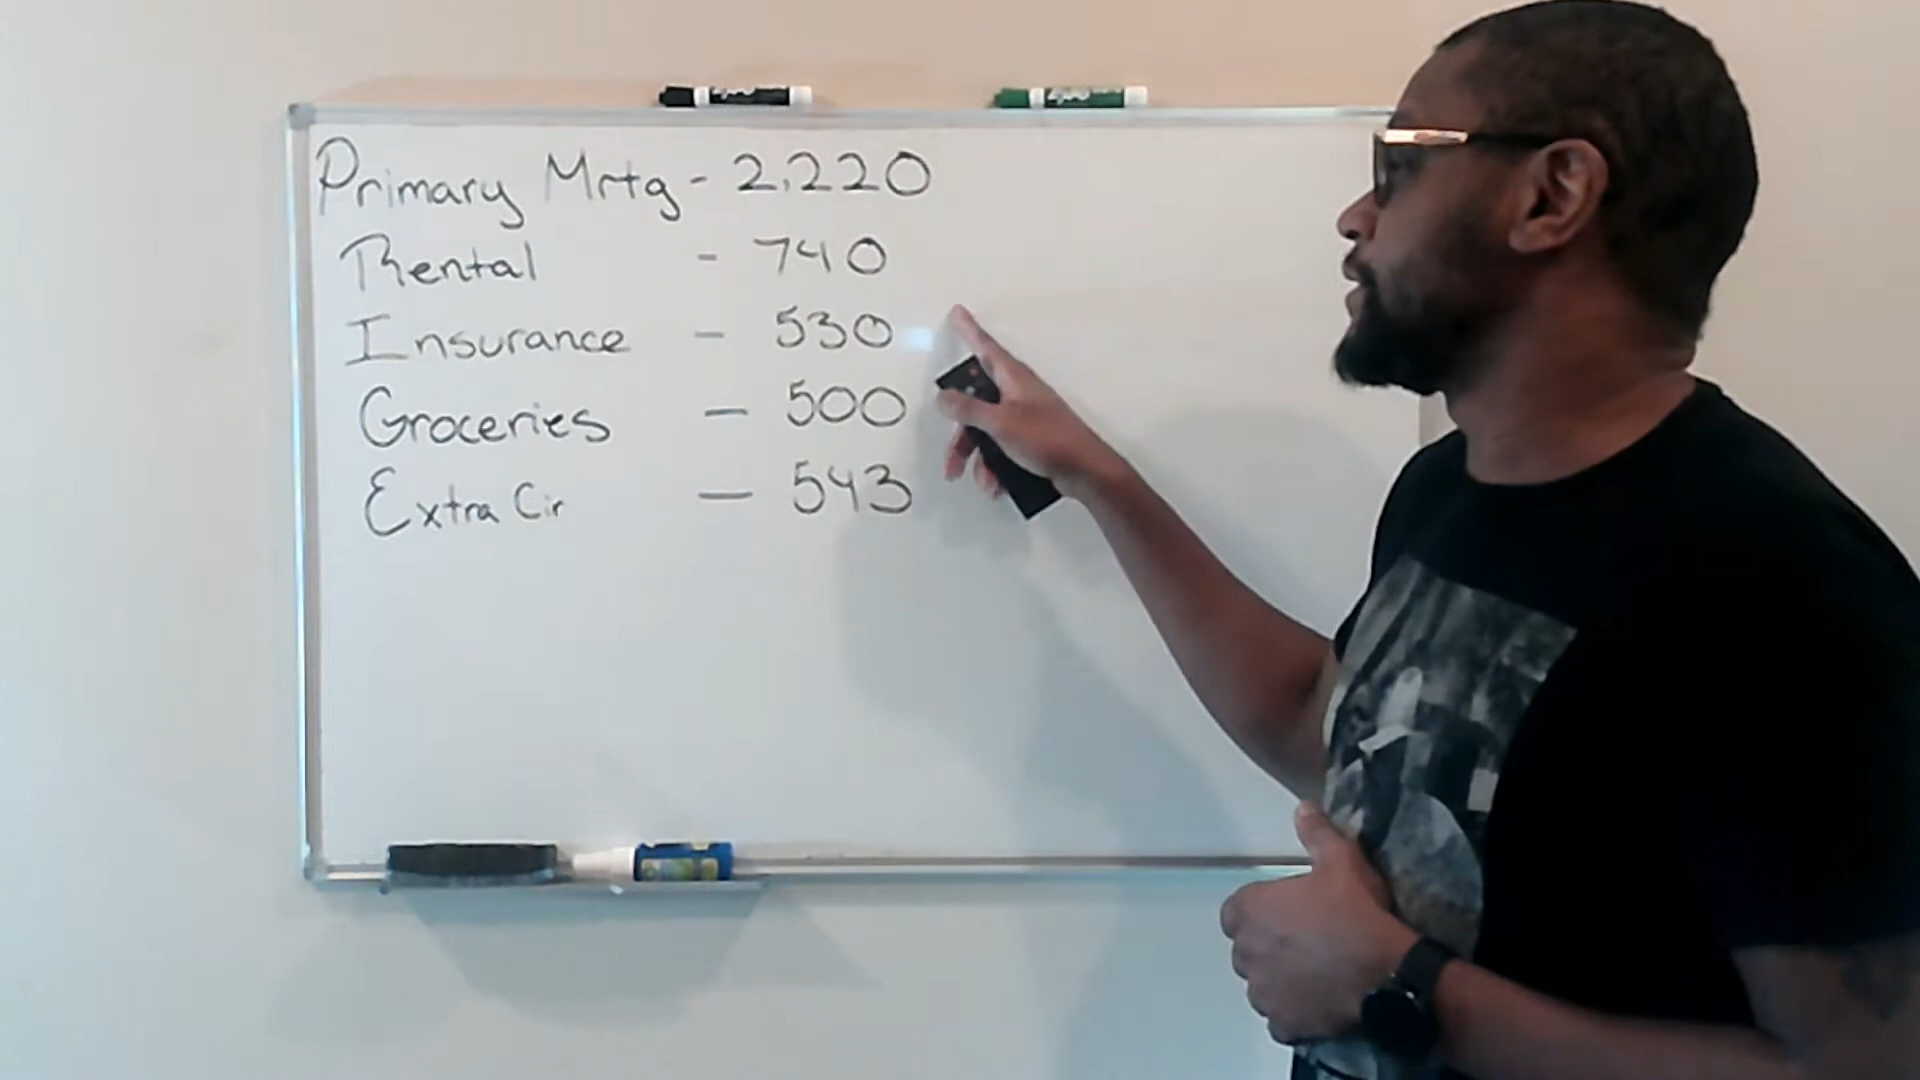 Primary Mrtg - 2,220
Rental - 740
Insurance - 530
Groceries - 500
Extra Cir - 543